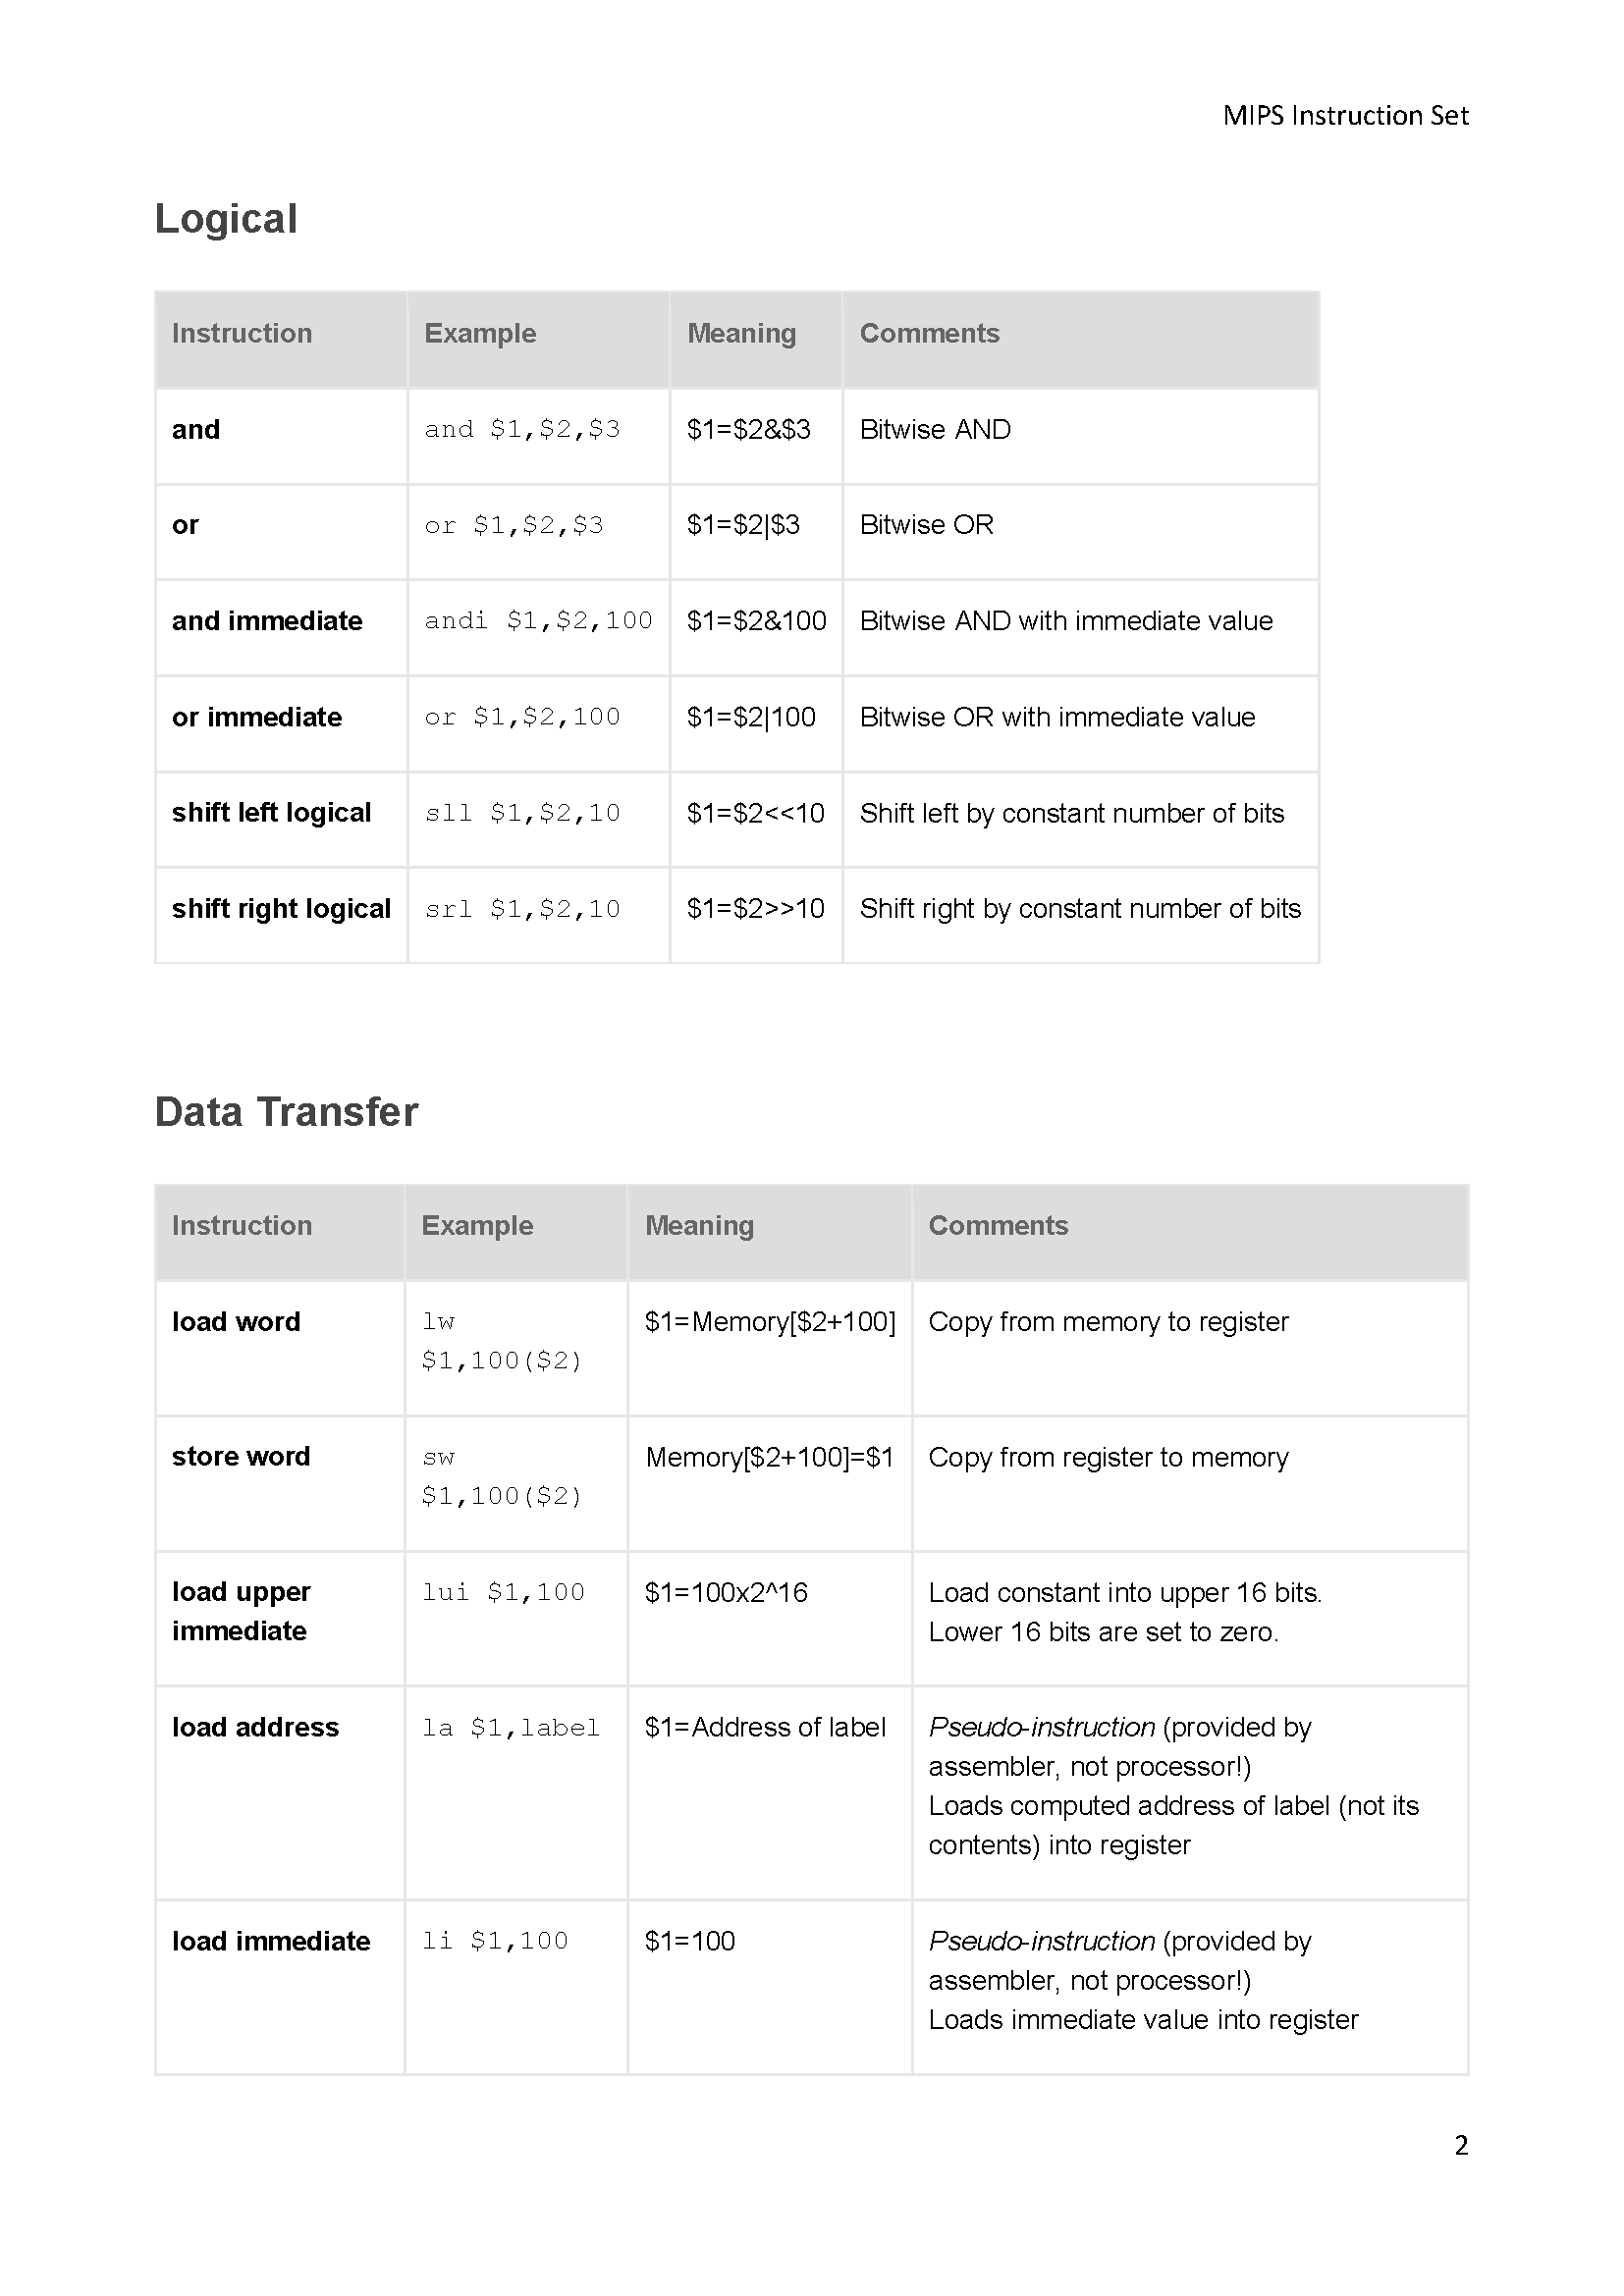 MIPS Instruction Set
Logical
Instruction Example Meaning Comments
and and $1,$2,$3 $1=$2&$3 Bitwise AND
or or $1,$2,$3 $1=$2|$3 Bitwise OR
and immediate andi $1,$2,100 $1=$2&100 Bitwise AND with immediate value
or immediate or $1,$2,100 $1=$2|100 Bitwise OR with immediate value
shift left logical sll $1,$2,10 $1=$2<<10 Shift left by constant number of bits
shift right logical srl $1,$2,10 $1=$2>>10 Shift right by constant number of bits
Data Transfer
Instruction Example Meaning Comments
load word lw $1=Memory[$2+100] Copy from memory to register
$1,100($2)
store word sw Memory[$2+100]=$1 Copy from register to memory
$1,100($2)
load upper lui $1,100 $1=100x2^16 Load constant into upper 16 bits.
immediate Lower 16 bits are set to zero.
load address la $1,label $1=Address of label Pseudo-instruction (provided by
assembler, not processor!)
Loads computed address of label (not its
contents) into register
load immediate li $1,100 $1=100 Pseudo-instruction (provided by
assembler, not processor!)
Loads immediate value into register
2